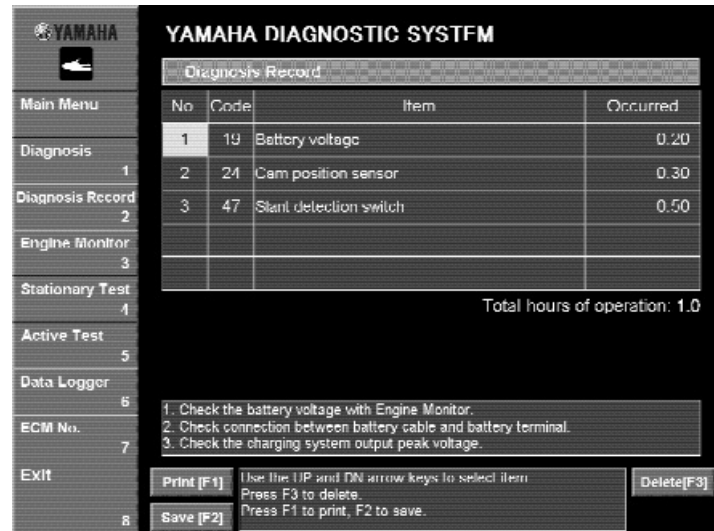 YAMAHA
YAMAHA DIAGNOSTIC SYSTEM
Diagnosis Record
Main Menu
Diagnosis
1
Diagnosis Record
2
Engine Monitor
3
Stationary Test
4
Active Test
5
Data Logger
6
ECM No.
7
Exit
8
No Code Item Occurred
1 19 Battery voltage 0.20
2 24 Cam position sensor 0.30
3 47 Slant detection switch 0.50
Total hours of operation: 1.0
1. Check the battery voltage with Engine Monitor.
2. Check connection between battery cable and battery terminal.
3. Check the charging system output peak voltage.
Print [F1]
Save [F2]
Use the UP and DN arrow keys to select item
Press F3 to delete.
Press F1 to print, F2 to save.
Delete[F3]